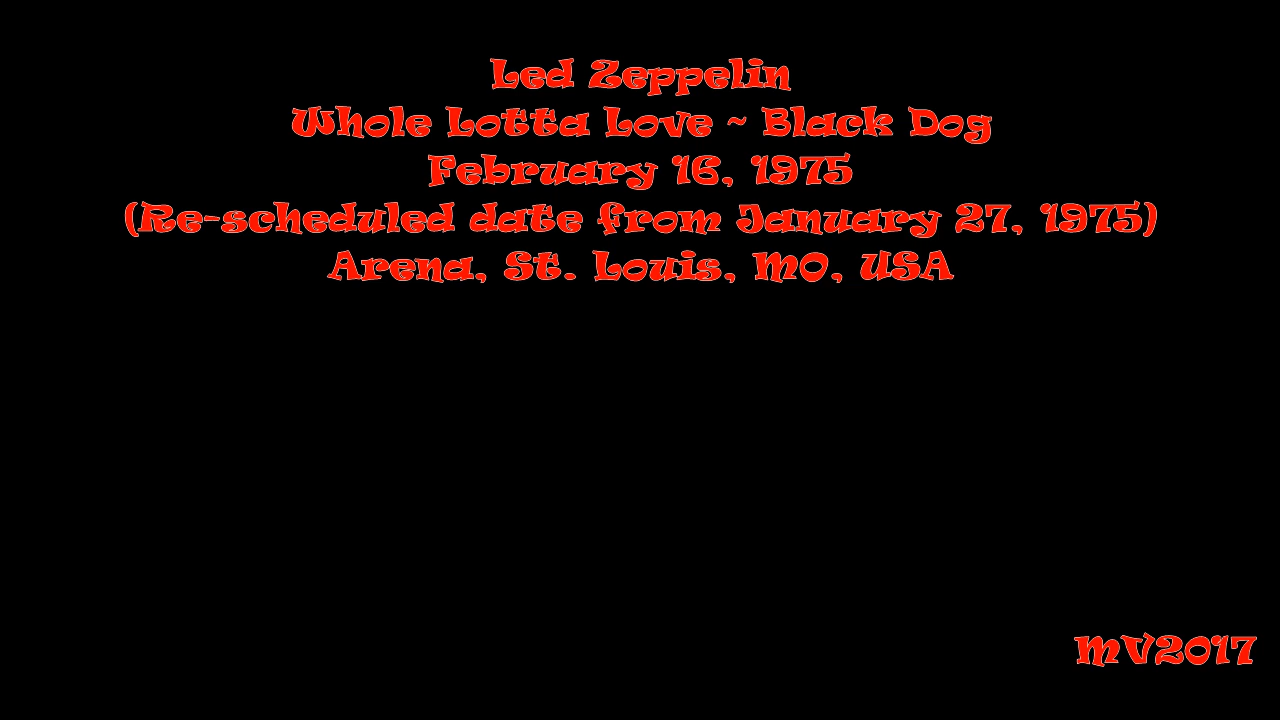 Led Zeppelin
Whole Lotta Love ~ Black Dog
February 16, 1975
(Re-scheduled date from January 27, 1975)
Arena, St. Louis, MO, USA
MV2017